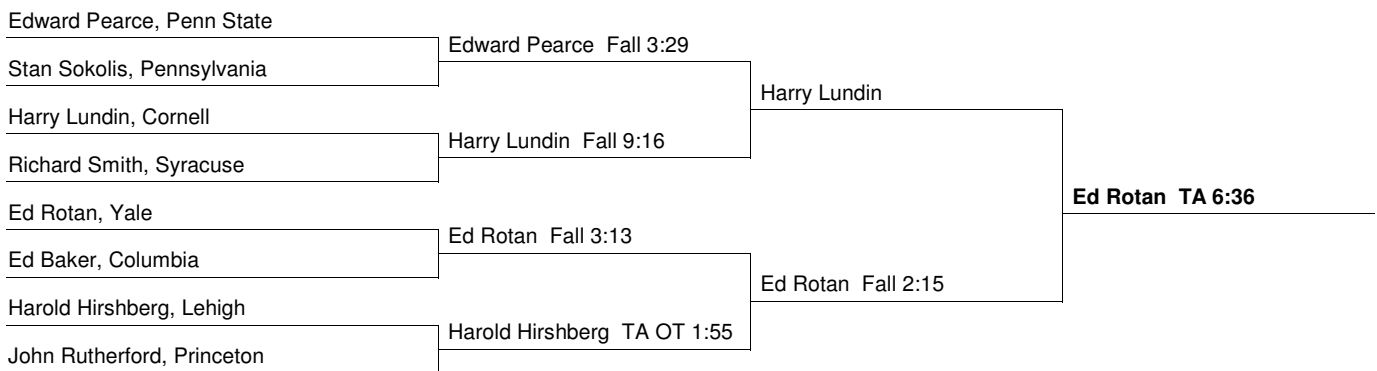 Edward Pearce, Penn State
Stan Sokolis, Pennsylvania
Harry Lundin, Cornell
Richard Smith, Syracuse
Ed Rotan, Yale
Ed Baker, Columbia
Harold Hirshberg, Lehigh
John Rutherford, Princeton
Edward Pearce  Fall 3:29
Harry Lundin  Fall 9:16
Ed Rotan  Fall 3:13
Harold Hirshberg  TA OT 1:55
Harry Lundin
Ed Rotan  Fall 2:15
Ed Rotan  TA 6:36